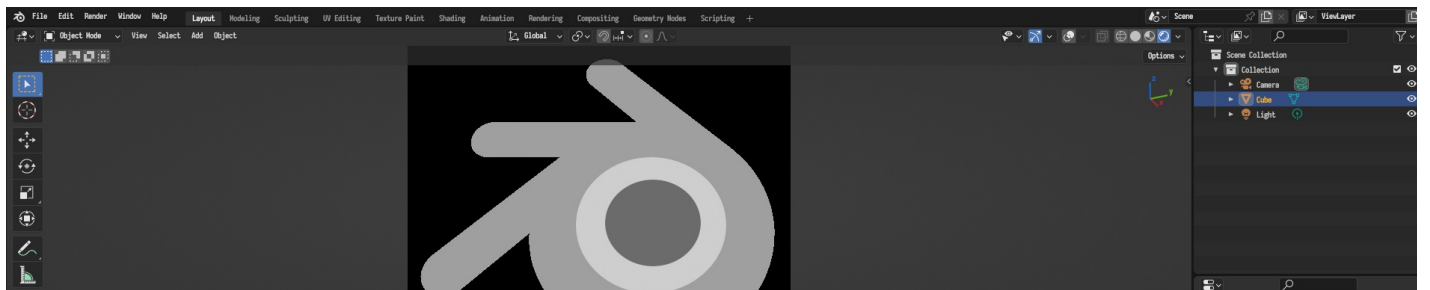 File Edit Render Window Help Layout Modeling Sculpting UV Editing Texture Paint Shading Animation Rendering Compositing Geometry Nodes Scripting + Scene ViewLayer
Object Mode View Select Add Object Global
Options
Scene Collection
Collection
Camera
Cube
Light
z
y
x